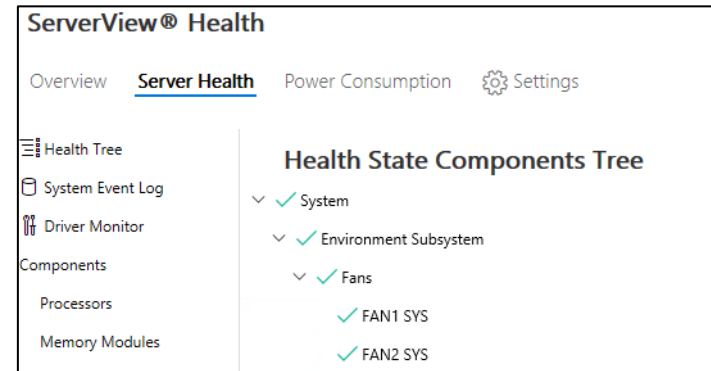 ServerView® Health
Overview Server Health Power Consumption Settings
Health Tree
System Event Log
Driver Monitor
Components
Processors
Memory Modules
Health State Components Tree
System
Environment Subsystem
Fans
FAN1 SYS
FAN2 SYS